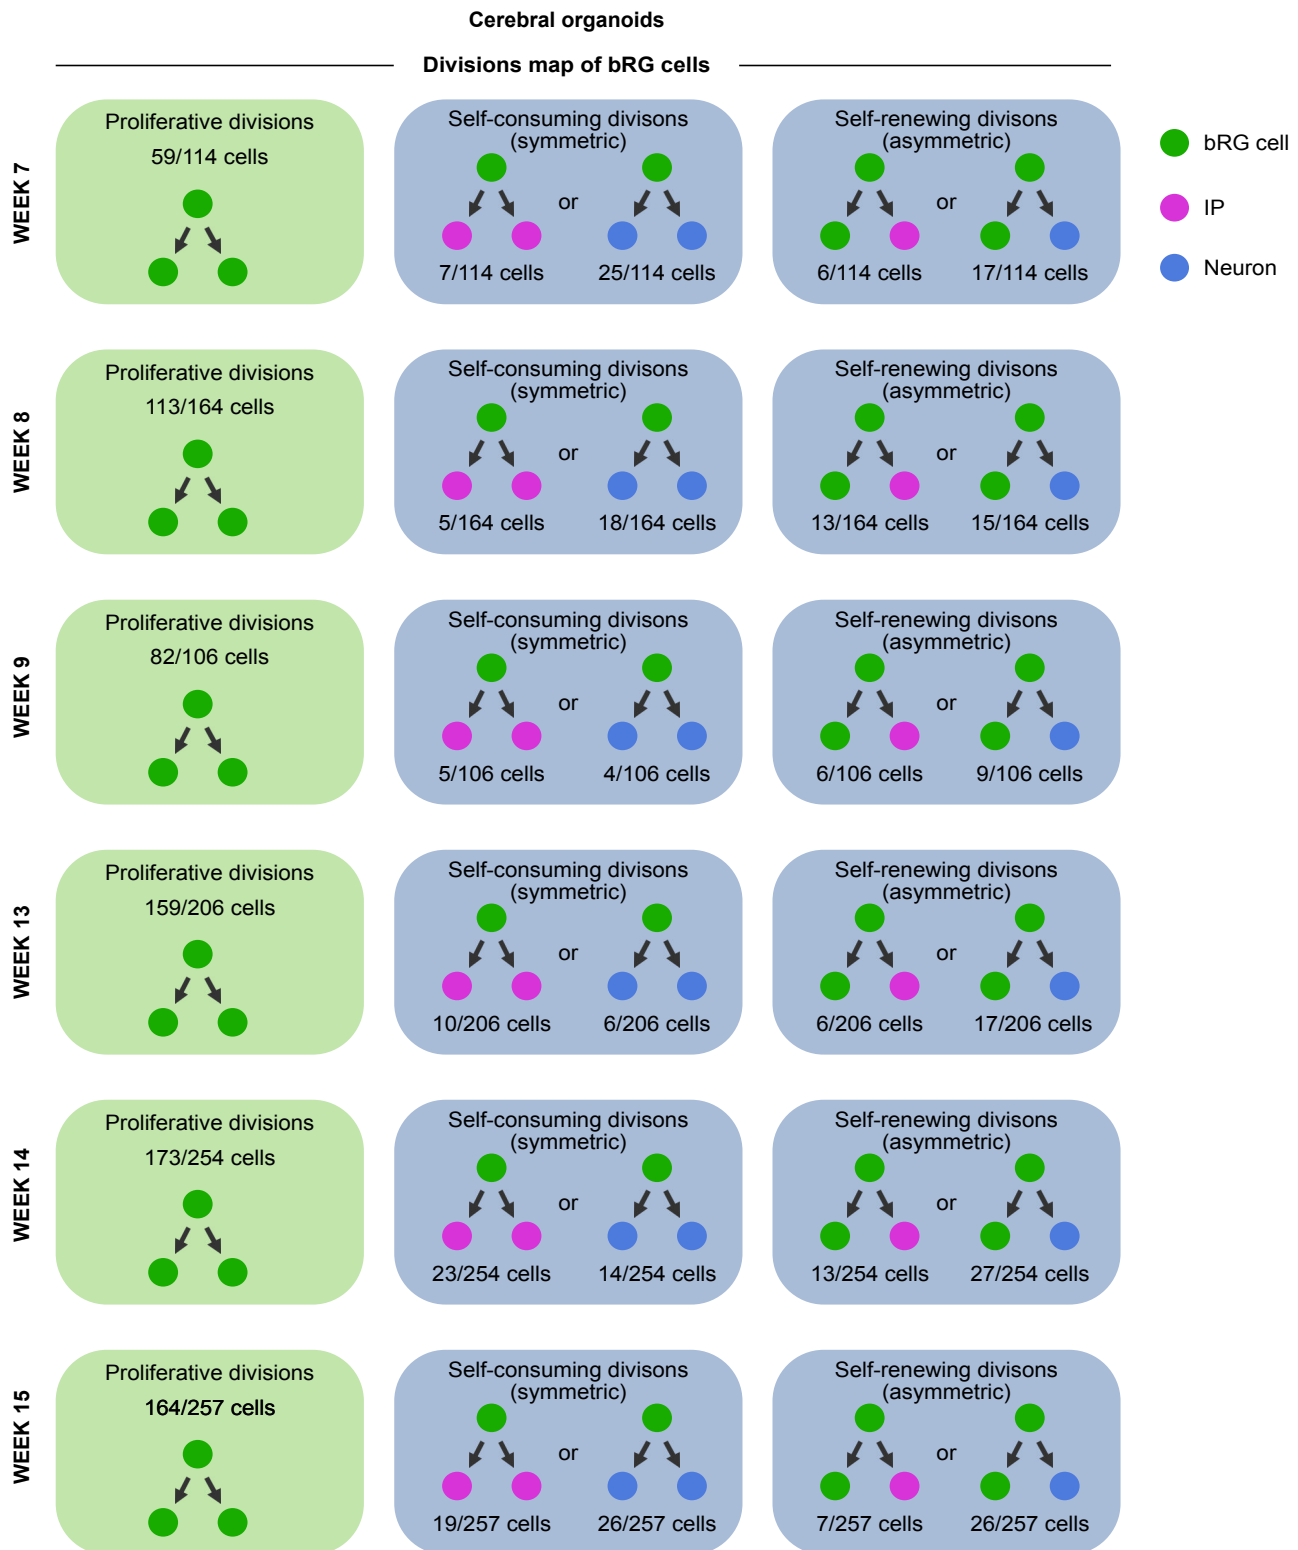 Cerebral organoids
Divisions map of bRG cells
WEEK 7
Proliferative divisions
59/114 cells
Self-consuming divisons
(symmetric)
or
7/114 cells
25/114 cells
Self-renewing divisons
(asymmetric)
or
6/114 cells
17/114 cells
bRG cell
IP
Neuron
WEEK 8
Proliferative divisions
113/164 cells
Self-consuming divisons
(symmetric)
or
5/164 cells
18/164 cells
Self-renewing divisons
(asymmetric)
or
13/164 cells
15/164 cells
WEEK 9
Proliferative divisions
82/106 cells
Self-consuming divisons
(symmetric)
or
5/106 cells
4/106 cells
Self-renewing divisons
(asymmetric)
or
6/106 cells
9/106 cells
WEEK 13
Proliferative divisions
159/206 cells
Self-consuming divisons
(symmetric)
or
10/206 cells
6/206 cells
Self-renewing divisons
(asymmetric)
or
6/206 cells
17/206 cells
WEEK 14
Proliferative divisions
173/254 cells
Self-consuming divisons
(symmetric)
or
23/254 cells
14/254 cells
Self-renewing divisons
(asymmetric)
or
13/254 cells
27/254 cells
WEEK 15
Proliferative divisions
164/257 cells
Self-consuming divisons
(symmetric)
or
19/257 cells
26/257 cells
Self-renewing divisons
(asymmetric)
or
7/257 cells
26/257 cells